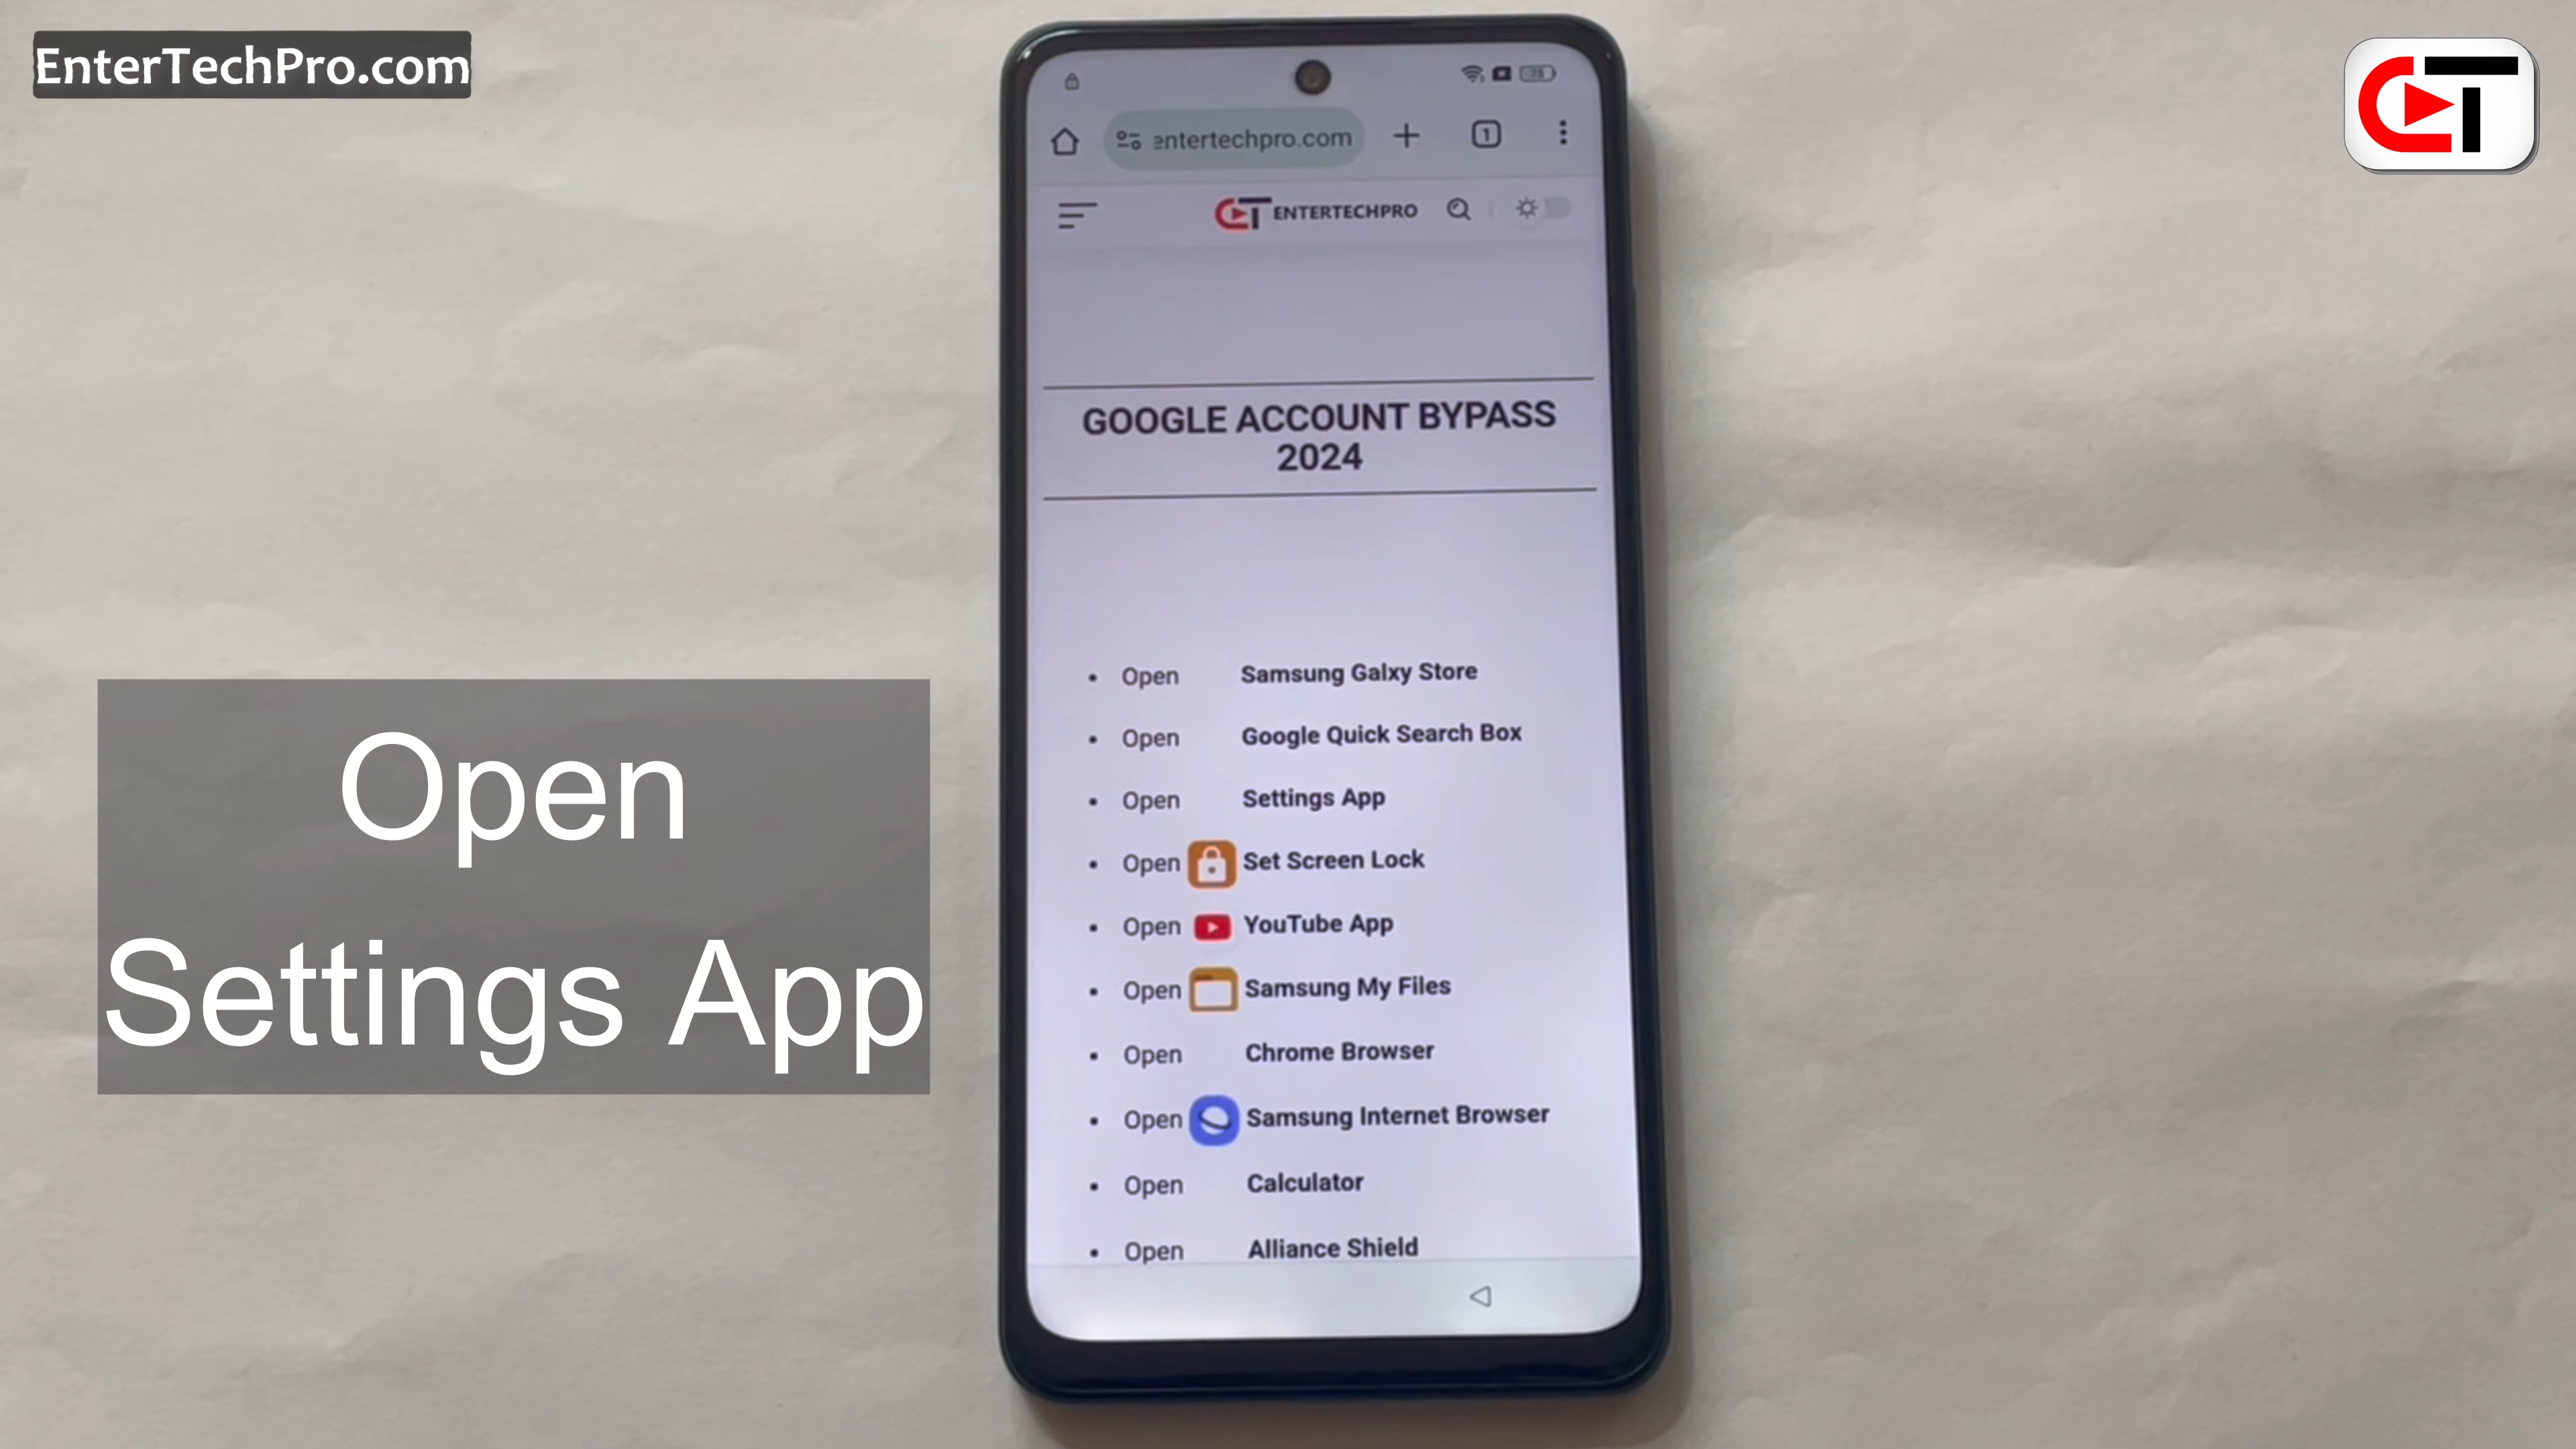 EnterTechPro.com
entertechpro.com
1
ENTERTECHPRO
GOOGLE ACCOUNT BYPASS
2024
Open Samsung Galxy Store
Open Google Quick Search Box
Open Settings App
Open Set Screen Lock
Open YouTube App
Open Samsung My Files
Open Chrome Browser
Open Samsung Internet Browser
Open Calculator
Open Alliance Shield
Open
Settings App